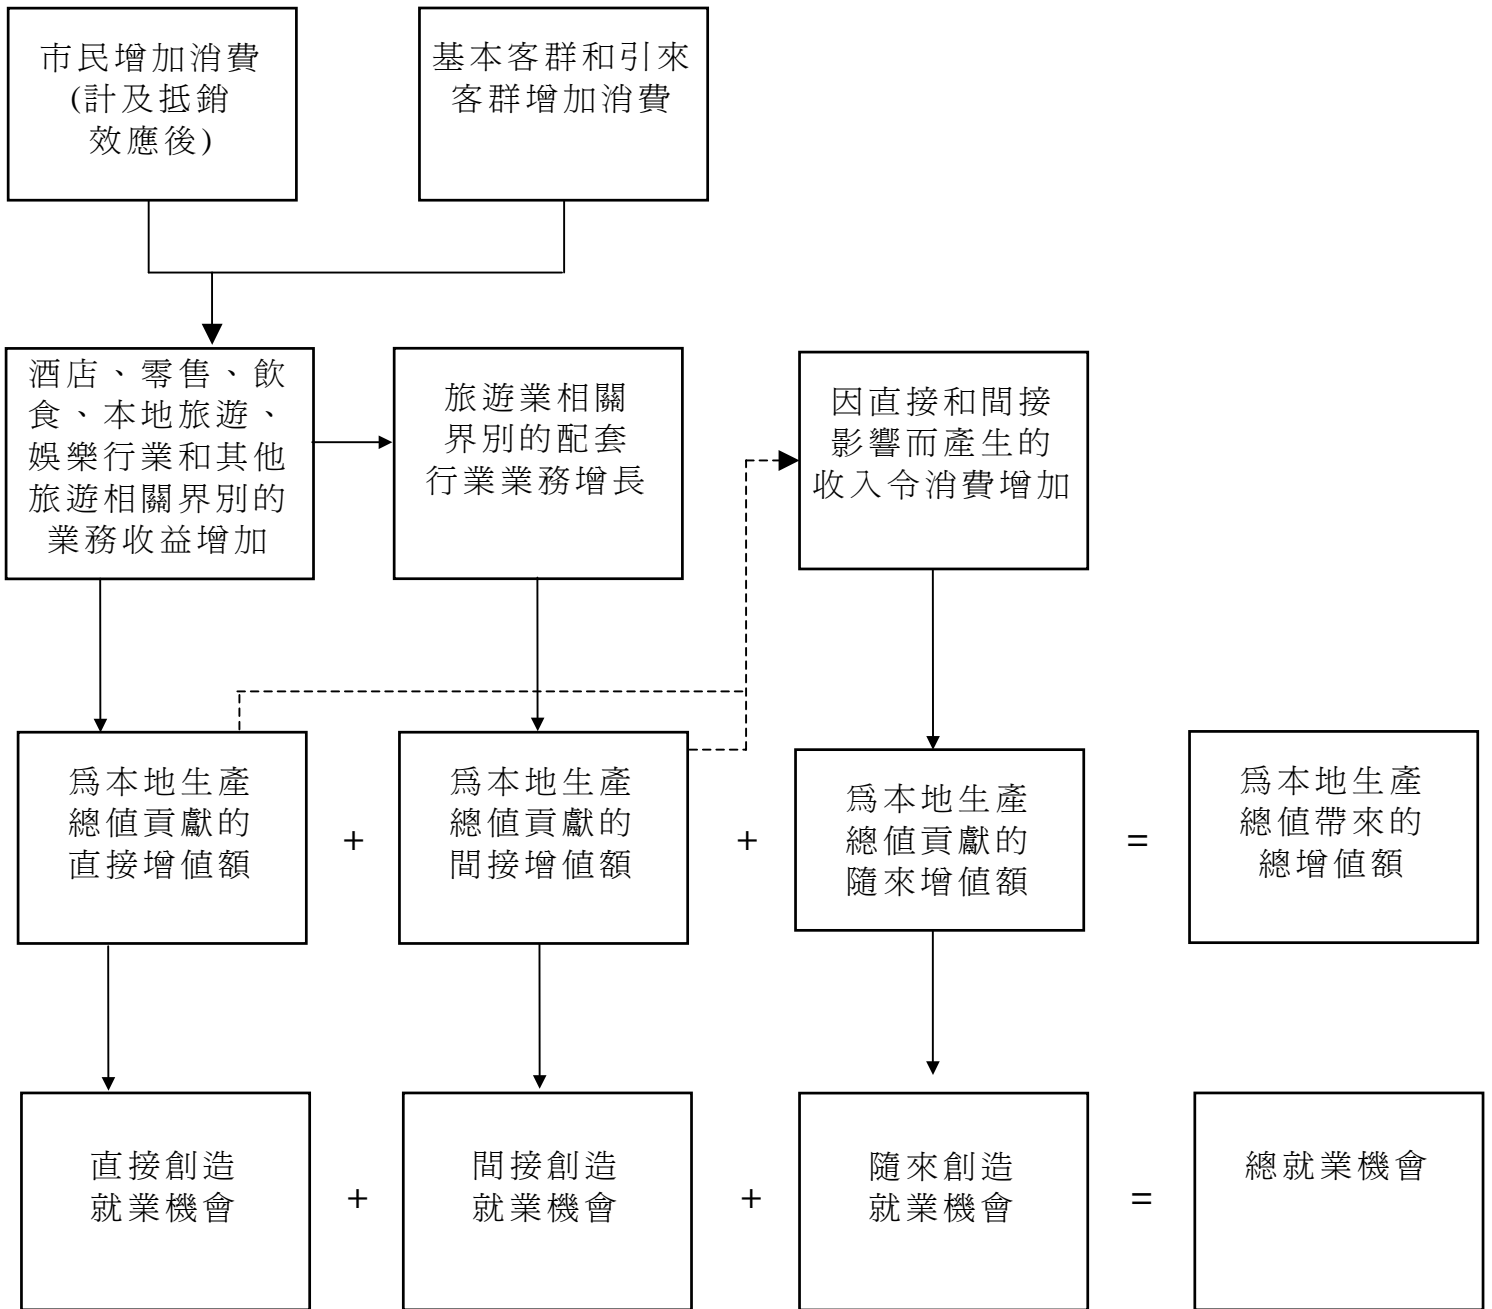 市民增加消費
(計及抵銷
效應後)
基本客群和引來
客群增加消費
酒店、零售、飲
食、本地旅遊、
娛樂行業和其他
旅遊相關界別的
業務收益增加
旅遊業相關
界別的配套
行業業務增長
因直接和間接
影響而產生的
收入令消費增加
爲本地生產
總值貢獻的
直接增值額
+
爲本地生產
總值貢獻的
間接增值額
+
爲本地生產
總值貢獻的
隨來增值額
=
爲本地生產
總值帶來的
總增值額
直接創造
就業機會
+
間接創造
就業機會
+
隨來創造
就業機會
=
總就業機會